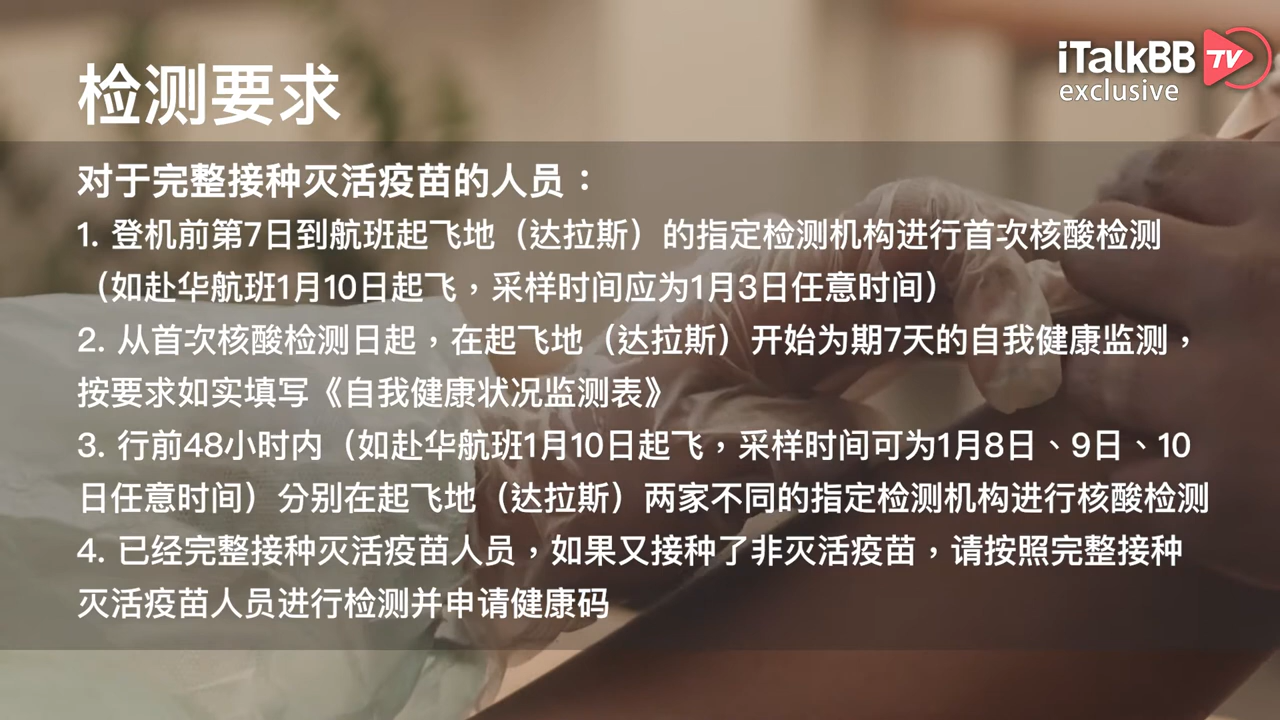 iTalkBB TV
exclusive
检测要求
对于完整接种灭活疫苗的人员：
1. 登机前第7日到航班起飞地（达拉斯）的指定检测机构进行首次核酸检测
（如赴华航班1月10日起飞，采样时间应为1月3日任意时间）
2. 从首次核酸检测日起，在起飞地（达拉斯）开始为期7天的自我健康监测，
按要求如实填写《自我健康状况监测表》
3. 行前48小时内（如赴华航班1月10日起飞，采样时间可为1月8日、9日、10
日任意时间）分别在起飞地（达拉斯）两家不同的指定检测机构进行核酸检测
4. 已经完整接种灭活疫苗人员，如果又接种了非灭活疫苗，请按照完整接种
灭活疫苗人员进行检测并申请健康码